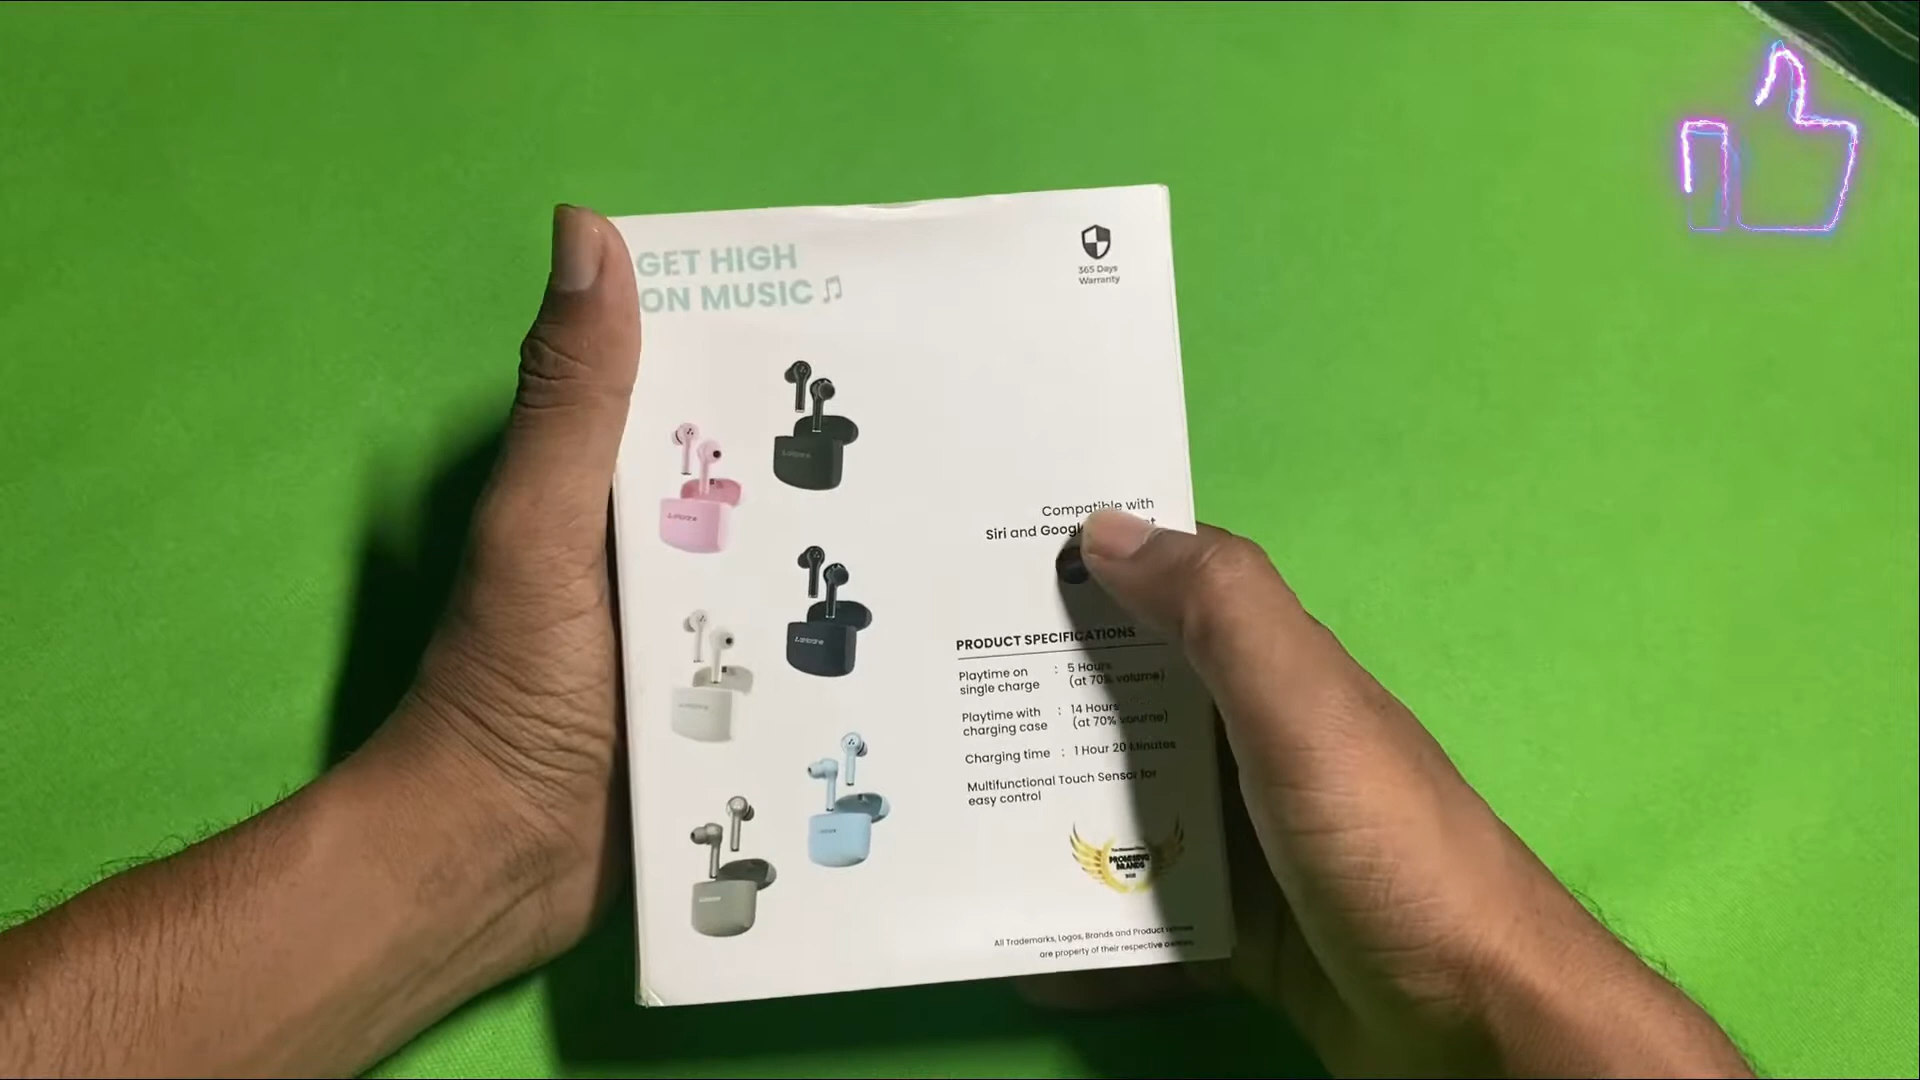 GET HIGH
ON MUSIC
365 Days
Warranty
Compatible with
Siri and
PRODUCT SPECIFICATIONS
Playtime on
single charge
: 5 Hours
(at 70% volume)
Playtime with
charging case
: 14 Hours
(at 70% volume)
Charging time : 1 Hour 20 Minutes
Multifunctional Touch Sensor for
easy control
BRANDS
All Trademarks, Logos, Brands and Product
are property of their respective